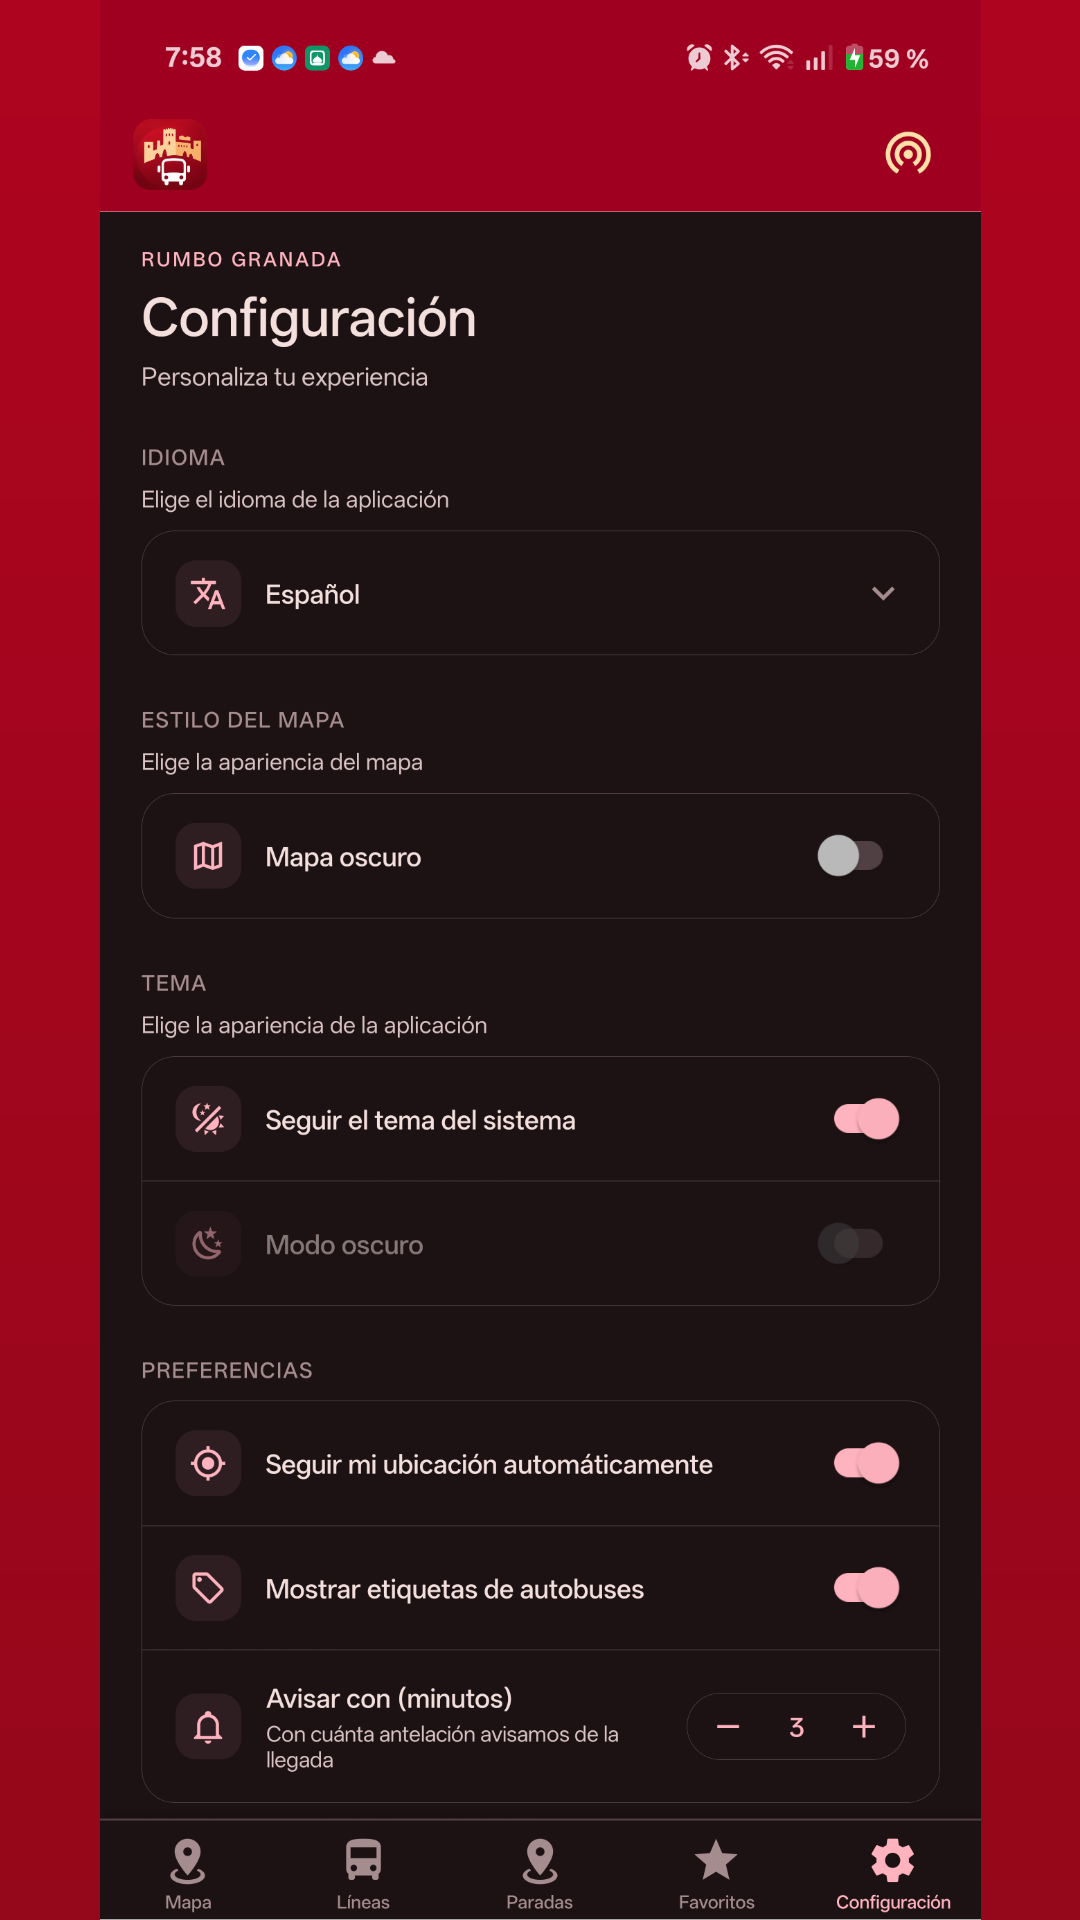 7:58
59 %
RUMBO GRANADA
Configuración
Personaliza tu experiencia
IDIOMA
Elige el idioma de la aplicación
Español
ESTILO DEL MAPA
Elige la apariencia del mapa
Mapa oscuro
TEMA
Elige la apariencia de la aplicación
Seguir el tema del sistema
Modo oscuro
PREFERENCIAS
Seguir mi ubicación automáticamente
Mostrar etiquetas de autobuses
Avisar con (minutos)
Con cuánta antelación avisamos de la
llegada
3
Mapa
Líneas
Paradas
Favoritos
Configuración